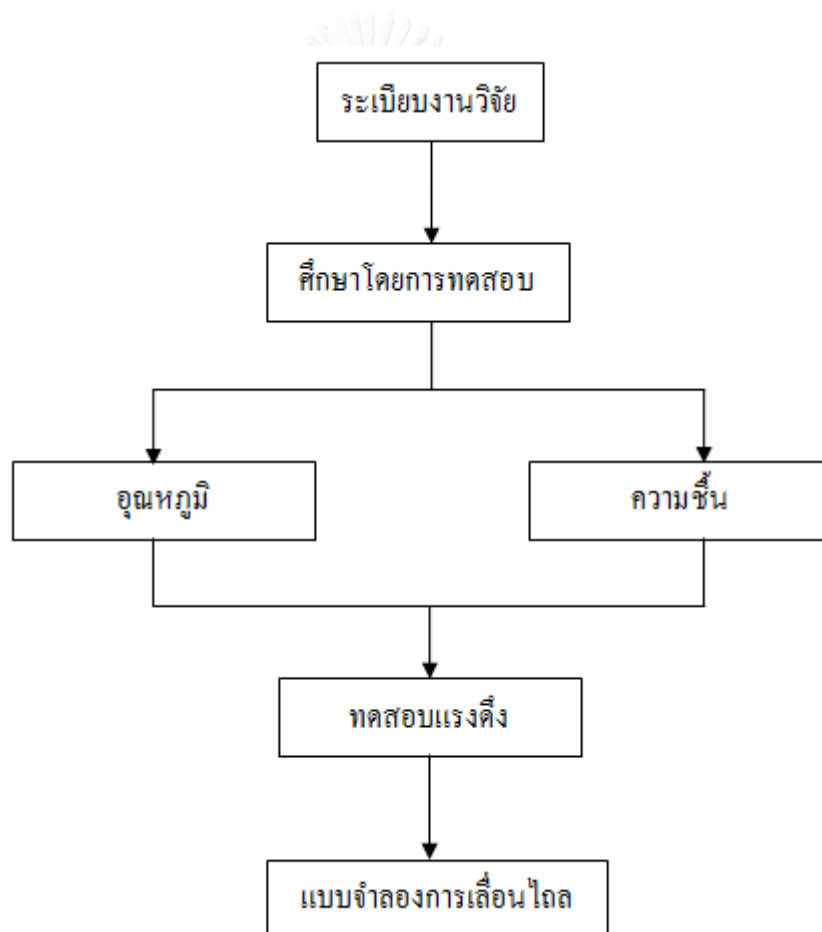 ระเบียบงานวิจัย
ศึกษาโดยการทดสอบ
อุณหภูมิ
ความชื้น
ทดสอบแรงดึง
แบบจำลองการเลื่อนไถล